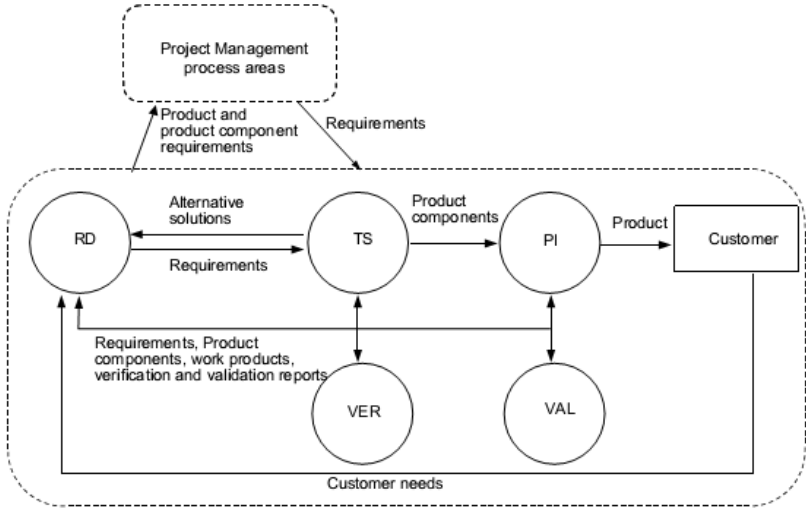 Project Management
process areas
Product and
product component
requirements
Requirements
Alternative
solutions
Product
components
Product
RD
TS
PI
Customer
Requirements
Requirements, Product
components, work products,
verification and validation reports
VER
VAL
Customer needs